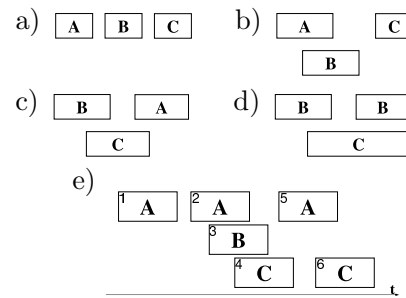 a) A B C
b) A C
B
c) B A
C
d) B B
C
e)
1 A 2 A 5 A
3 B
4 C 6 C
t